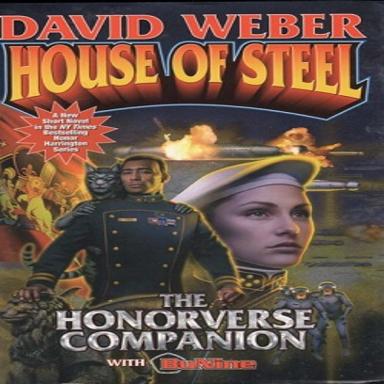 DAVID WEBER
HOUSE OF STEEL
A New
Short Novel
in the NY Times
Bestselling
Honor
Harrington
Series
THE
HONORVERSE
COMPANION
WITH BuNine